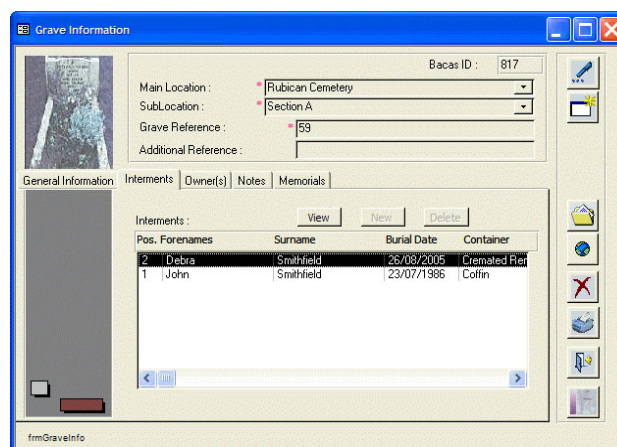 Grave Information
Bacas ID : 817
Main Location : * Rubican Cemetery
SubLocation : * Section A
Grave Reference : * 59
Additional Reference :
General Information Interments Owner(s) Notes Memorials
Interments : View New Delete
Pos. Forenames Surname Burial Date Container
2 Debra Smithfield 26/08/2005 Cremated Rer
1 John Smithfield 23/07/1986 Coffin
frmGraveInfo